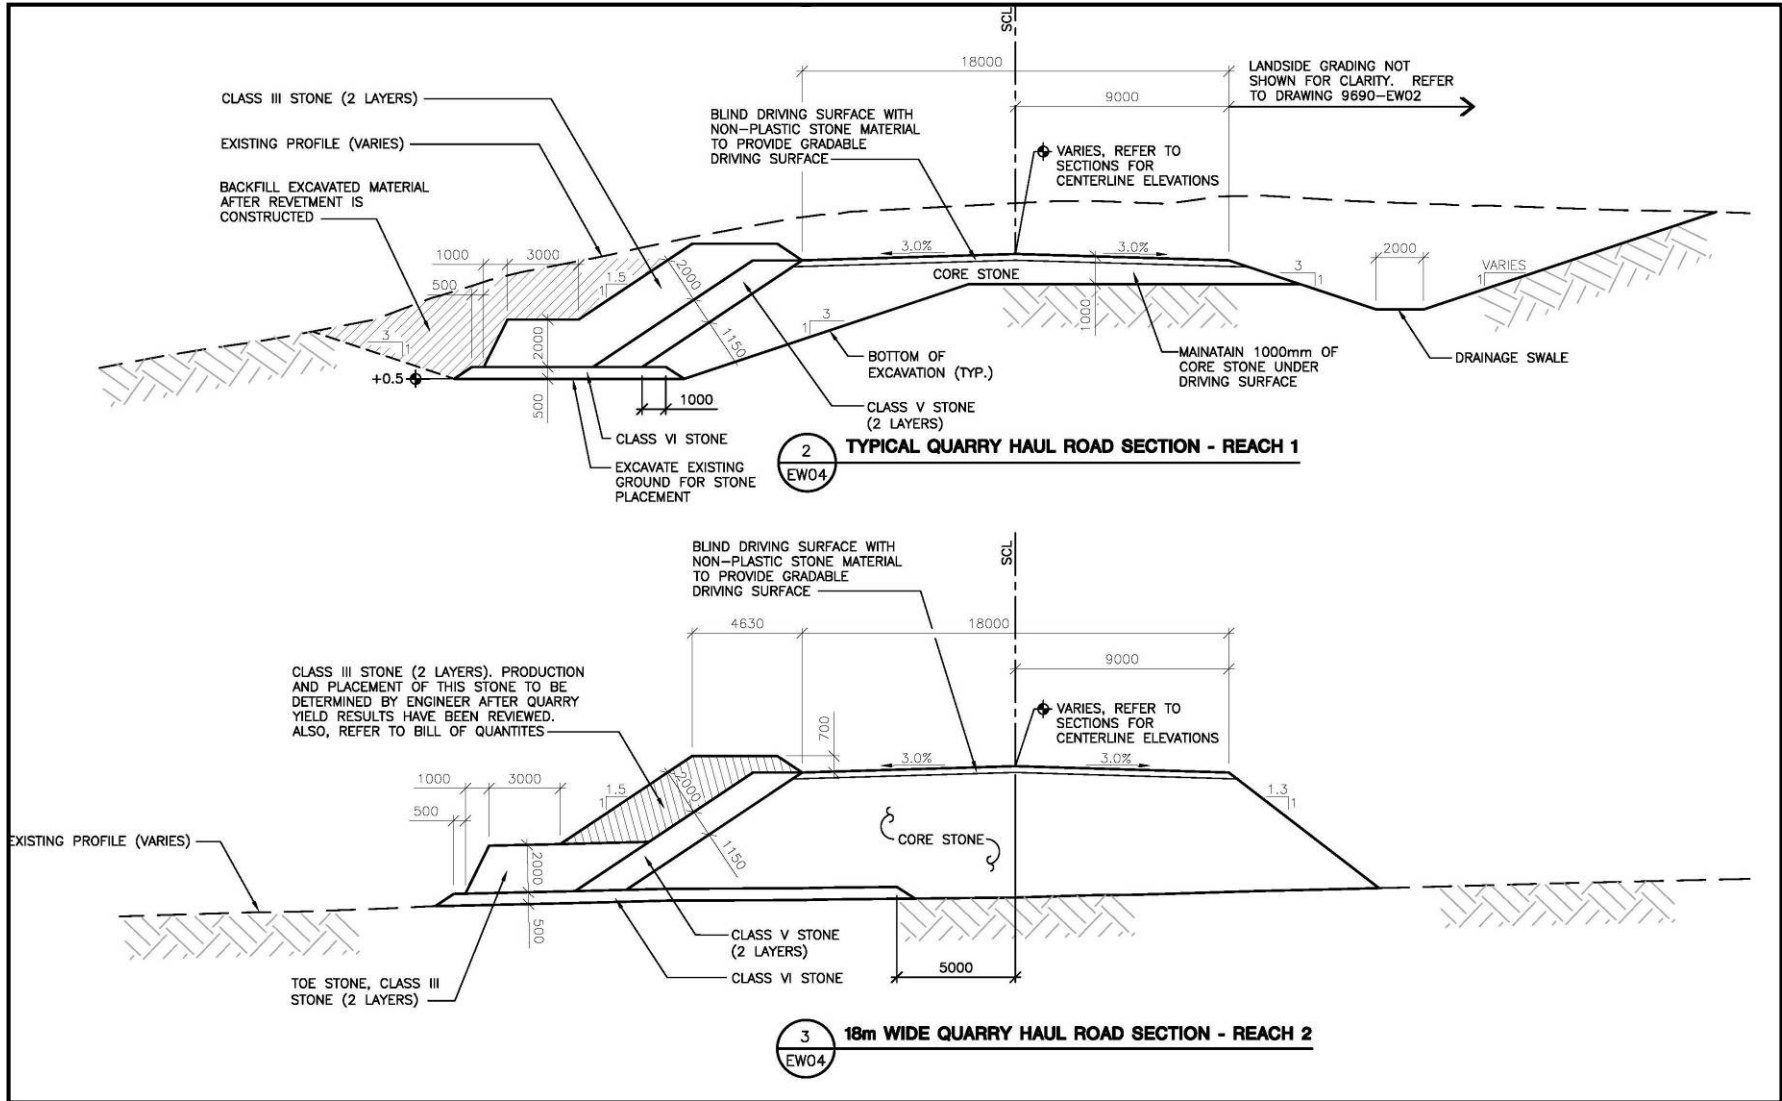 SCL
18000
LANDSIDE GRADING NOT
SHOWN FOR CLARITY. REFER
TO DRAWING 9690-EW02
9000
CLASS III STONE (2 LAYERS)
BLIND DRIVING SURFACE WITH
NON-PLASTIC STONE MATERIAL
TO PROVIDE GRADABLE
DRIVING SURFACE
EXISTING PROFILE (VARIES)
VARIES, REFER TO
SECTIONS FOR
CENTERLINE ELEVATIONS
BACKFILL EXCAVATED MATERIAL
AFTER REVETMENT IS
CONSTRUCTED
1000
3000
500
1.5
1
2000
3.0%
3.0%
CORE STONE
1000
3
1
2000
VARIES
1
3
1
2000
1150
3
1
+0.5
500
1000
BOTTOM OF
EXCAVATION (TYP.)
MAINATAIN 1000mm OF
CORE STONE UNDER
DRIVING SURFACE
DRAINAGE SWALE
CLASS V STONE
(2 LAYERS)
CLASS VI STONE
EXCAVATE EXISTING
GROUND FOR STONE
PLACEMENT
2
EW04
TYPICAL QUARRY HAUL ROAD SECTION - REACH 1
SCL
BLIND DRIVING SURFACE WITH
NON-PLASTIC STONE MATERIAL
TO PROVIDE GRADABLE
DRIVING SURFACE
4630
18000
9000
CLASS III STONE (2 LAYERS). PRODUCTION
AND PLACEMENT OF THIS STONE TO BE
DETERMINED BY ENGINEER AFTER QUARRY
YIELD RESULTS HAVE BEEN REVIEWED.
ALSO, REFER TO BILL OF QUANTITES
VARIES, REFER TO
SECTIONS FOR
CENTERLINE ELEVATIONS
700
3.0%
3.0%
1000
3000
500
1.5
1
2000
1.3
1
EXISTING PROFILE (VARIES)
2000
1150
CORE STONE
500
CLASS V STONE
(2 LAYERS)
CLASS VI STONE
5000
TOE STONE, CLASS III
STONE (2 LAYERS)
3
EW04
18m WIDE QUARRY HAUL ROAD SECTION - REACH 2